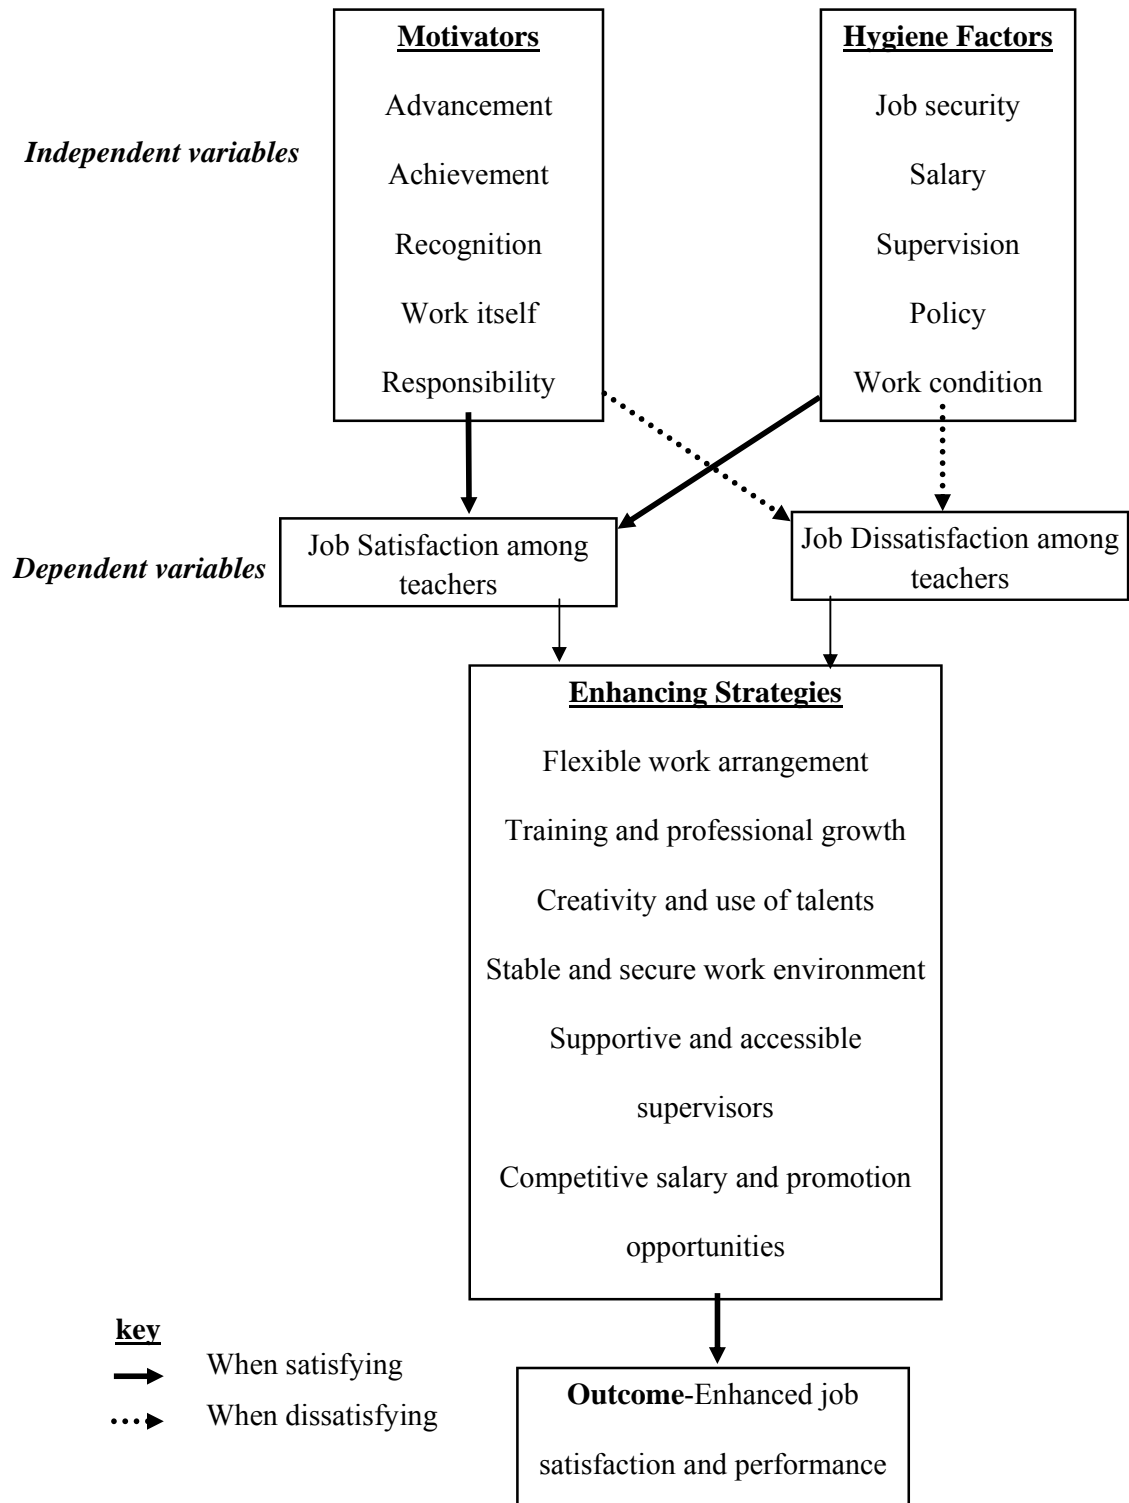 Motivators
Advancement
Achievement
Recognition
Work itself
Responsibility
Hygiene Factors
Job security
Salary
Supervision
Policy
Work condition
Independent variables
Dependent variables
Job Satisfaction among
teachers
Job Dissatisfaction among
teachers
Enhancing Strategies
Flexible work arrangement
Training and professional growth
Creativity and use of talents
Stable and secure work environment
Supportive and accessible
supervisors
Competitive salary and promotion
opportunities
key
When satisfying
When dissatisfying
Outcome-Enhanced job
satisfaction and performance